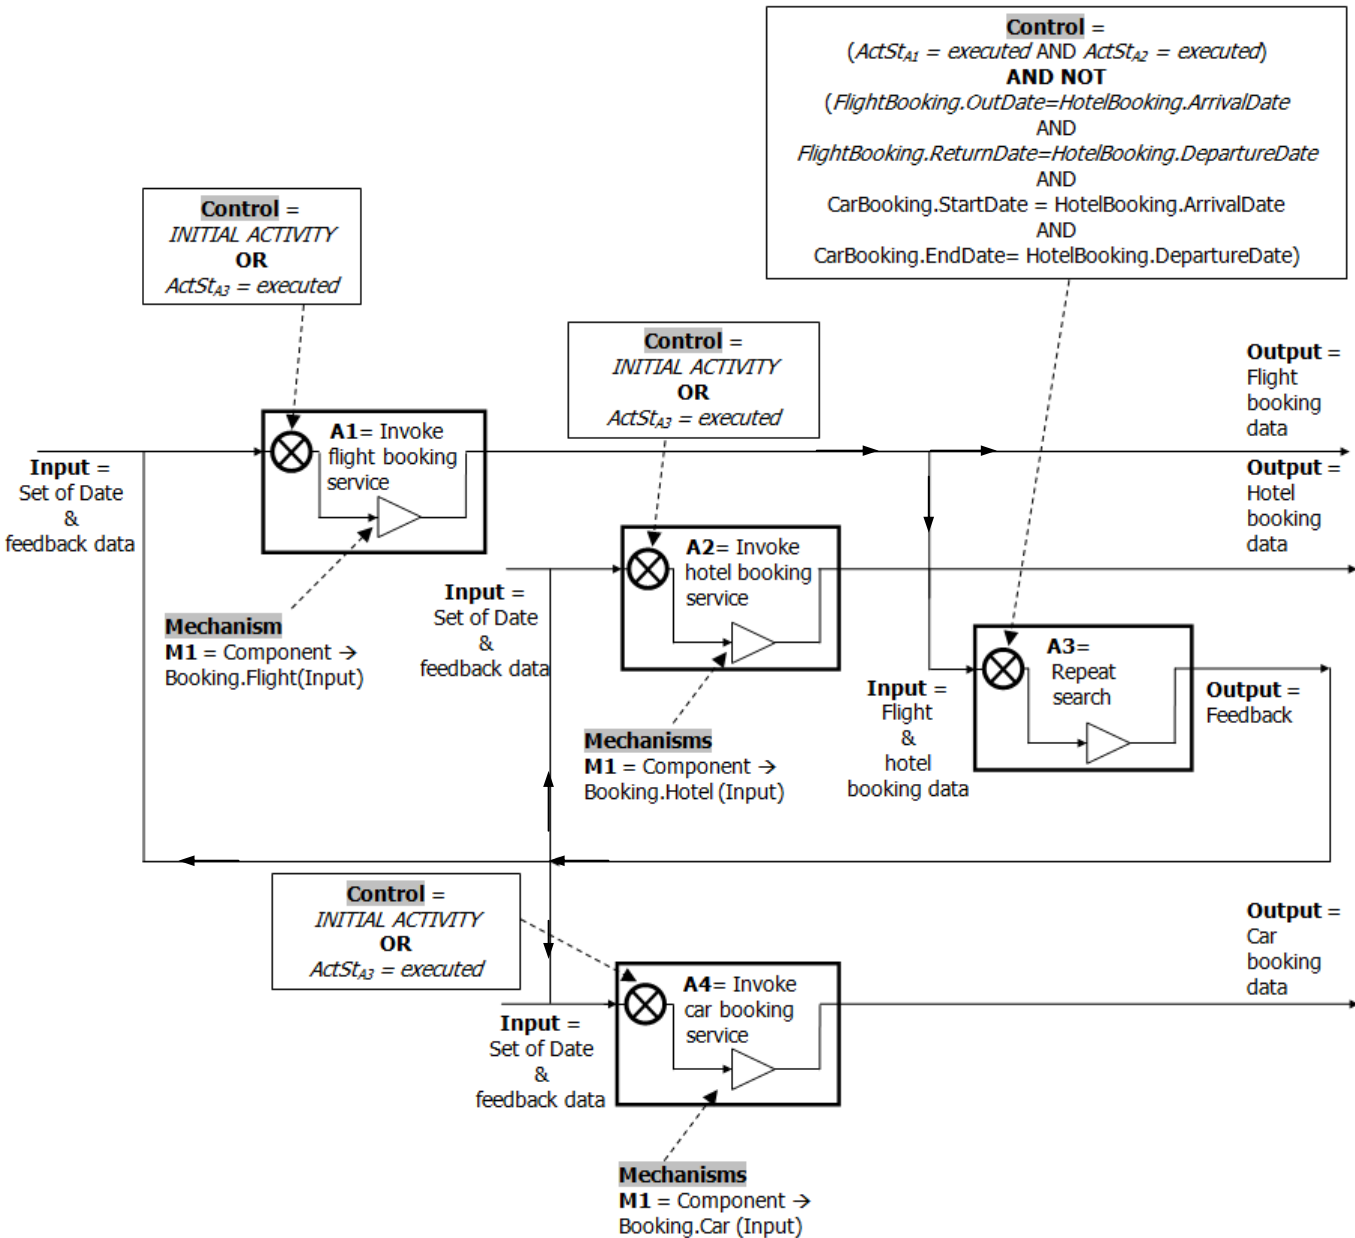 Control =
(ActStA1 = executed AND ActStA2 = executed)
AND NOT
(FlightBooking.OutDate=HotelBooking.ArrivalDate
AND
FlightBooking.ReturnDate=HotelBooking.DepartureDate
AND
CarBooking.StartDate = HotelBooking.ArrivalDate
AND
CarBooking.EndDate= HotelBooking.DepartureDate)
Control =
INITIAL ACTIVITY
OR
ActStA3 = executed
Control =
INITIAL ACTIVITY
OR
ActStA3 = executed
Output =
Flight
booking
data
A1= Invoke
flight booking
service
Input =
Set of Date
&
feedback data
Output =
Hotel
booking
data
A2= Invoke
hotel booking
service
Input =
Set of Date
&
feedback data
Mechanism
M1 = Component →
Booking.Flight(Input)
A3=
Repeat
search
Input =
Flight
&
hotel
booking data
Output =
Feedback
Mechanisms
M1 = Component →
Booking.Hotel (Input)
Control =
INITIAL ACTIVITY
OR
ActStA3 = executed
Output =
Car
booking
data
A4= Invoke
car booking
service
Input =
Set of Date
&
feedback data
Mechanisms
M1 = Component →
Booking.Car (Input)